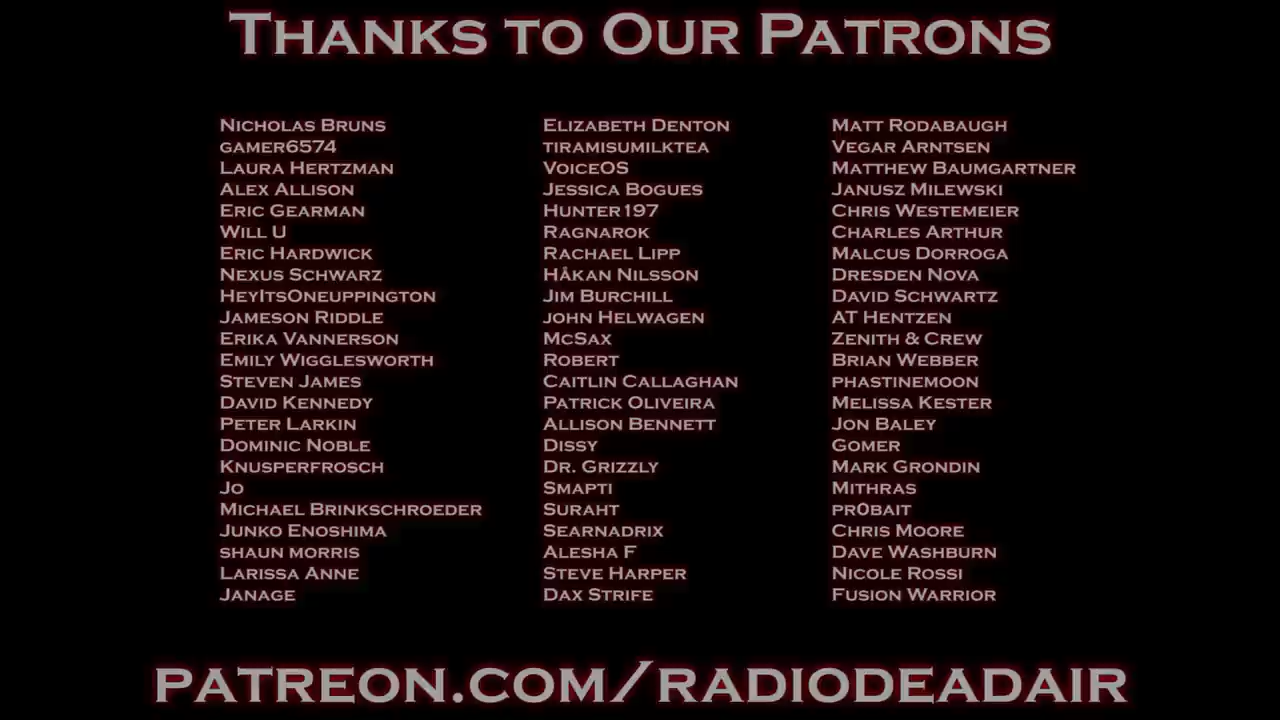 Thanks to Our Patrons
Nicholas Bruns
gamer6574
Laura Hertzman
Alex Allison
Eric Gearman
Will U
Eric Hardwick
Nexus Schwarz
HeyItsOneuppington
Jameson Riddle
Erika Vannerson
Emily Wigglesworth
Steven James
David Kennedy
Peter Larkin
Dominic Noble
Knusperfrosch
Jo
Michael Brinkschroeder
Junko Enoshima
shaun morris
Larissa Anne
Janage
Elizabeth Denton
tiramisumilktea
VoiceOS
Jessica Bogues
Hunter197
Ragnarok
Rachael Lipp
Håkan Nilsson
Jim Burchill
john Helwagen
McSax
Robert
Caitlin Callaghan
Patrick Oliveira
Allison Bennett
Dissy
Dr. Grizzly
Smapti
Suraht
Searnadrix
Alesha F
Steve Harper
Dax Strife
Matt Rodabaugh
Vegar Arntsen
Matthew Baumgartner
Janusz Milewski
Chris Westemeier
Charles Arthur
Malcus Dorroga
Dresden Nova
David Schwartz
AT Hentzen
Zenith & Crew
Brian Webber
phastinemoon
Melissa Kester
Jon Baley
Gomer
Mark Grondin
Mithras
pr0bait
Chris Moore
Dave Washburn
Nicole Rossi
Fusion Warrior
patreon.com/radiodeadair